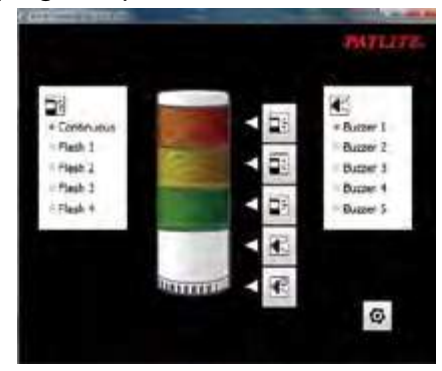 PATLITE
Continuous
Flash 1
Flash 2
Flash 3
Flash 4
Buzzer 1
Buzzer 2
Buzzer 3
Buzzer 4
Buzzer 5